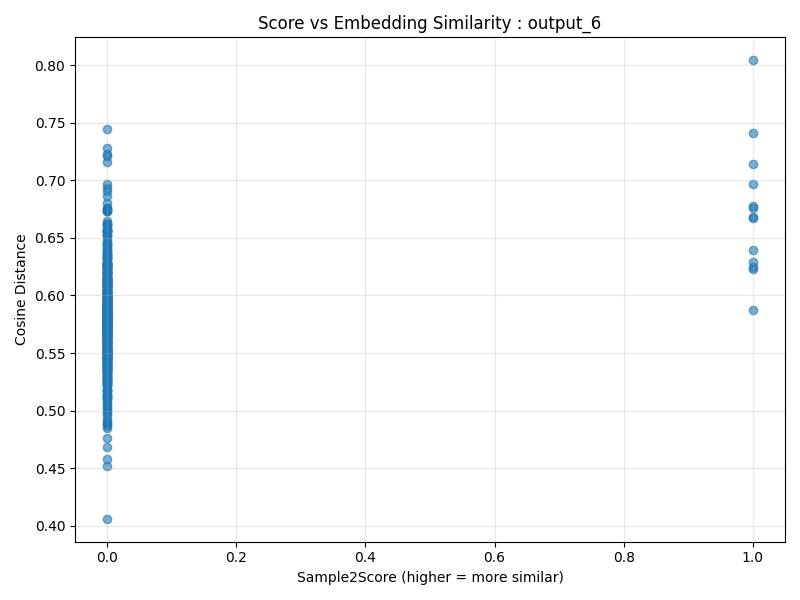 Score vs Embedding Similarity : output_6
Cosine Distance
0.80
0.75
0.70
0.65
0.60
0.55
0.50
0.45
0.40
0.0 0.2 0.4 0.6 0.8 1.0
Sample2Score (higher = more similar)